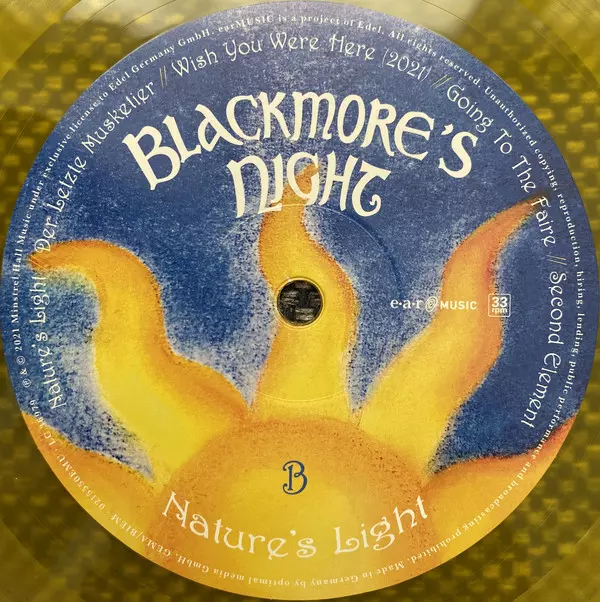 BLACKMORE'S
NIGHT
Nature's Light // Der Letzte Muskelier // Wish You Were Here (2021) // Going To The Faire // Second Element
e·a·r MUSIC
33
rpm
B
Nature's Light
℗ & © 2021 Minstrel Hall Music under exclusive license to Edel Germany GmbH. earMUSIC is a project of Edel. All rights reserved. Unauthorized copying, reproduction, hiring, lending, public performance and broadcasting prohibited. Made in Germany by optimal media GmbH. GEMA/BIEM